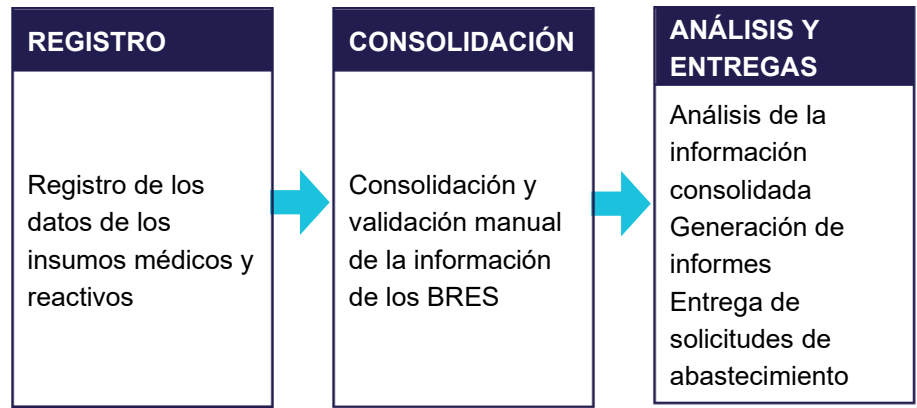 REGISTRO
Registro de los
datos de los
insumos médicos y
reactivos
CONSOLIDACIÓN
Consolidación y
validación manual
de la información
de los BRES
ANÁLISIS Y
ENTREGAS
Análisis de la
información
consolidada
Generación de
informes
Entrega de
solicitudes de
abastecimiento